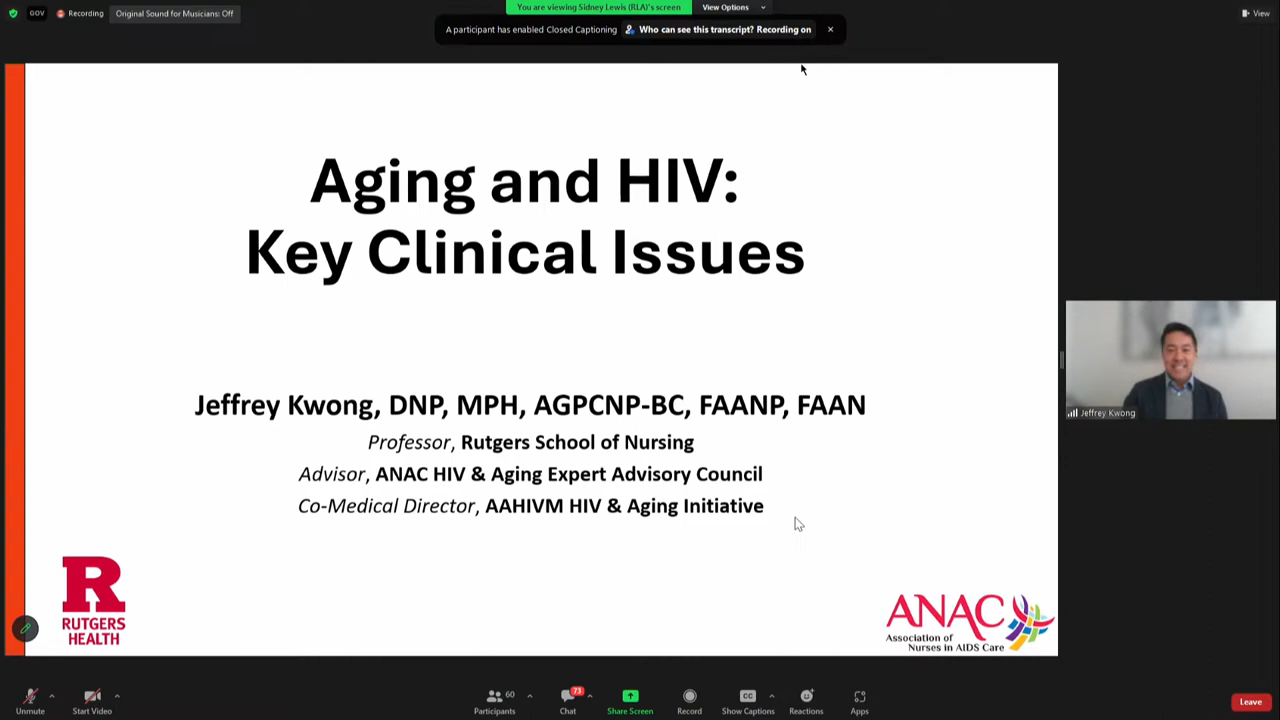 GOV
Recording
Original Sound for Musicians: Off
You are viewing Sidney Lewis (RLA)'s screen
View Options
View
A participant has enabled Closed Captioning
Who can see this transcript? Recording on
Aging and HIV:
Key Clinical Issues
Jeffrey Kwong, DNP, MPH, AGPCNP-BC, FAANP, FAAN
Professor, Rutgers School of Nursing
Advisor, ANAC HIV & Aging Expert Advisory Council
Co-Medical Director, AAHIVM HIV & Aging Initiative
R
RUTGERS
HEALTH
ANAC
Association of
Nurses in AIDS Care
Jeffrey Kwong
Unmute
Start Video
60
Participants
73
Chat
Share Screen
Record
CC
Show Captions
Reactions
Apps
Leave